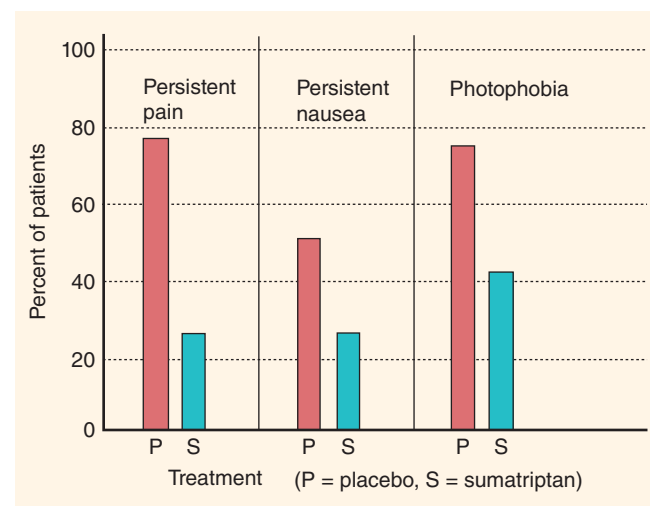 100
Persistent pain
Persistent nausea
Photophobia
80
60
40
20
0
Percent of patients
P S P S P S
Treatment (P = placebo, S = sumatriptan)